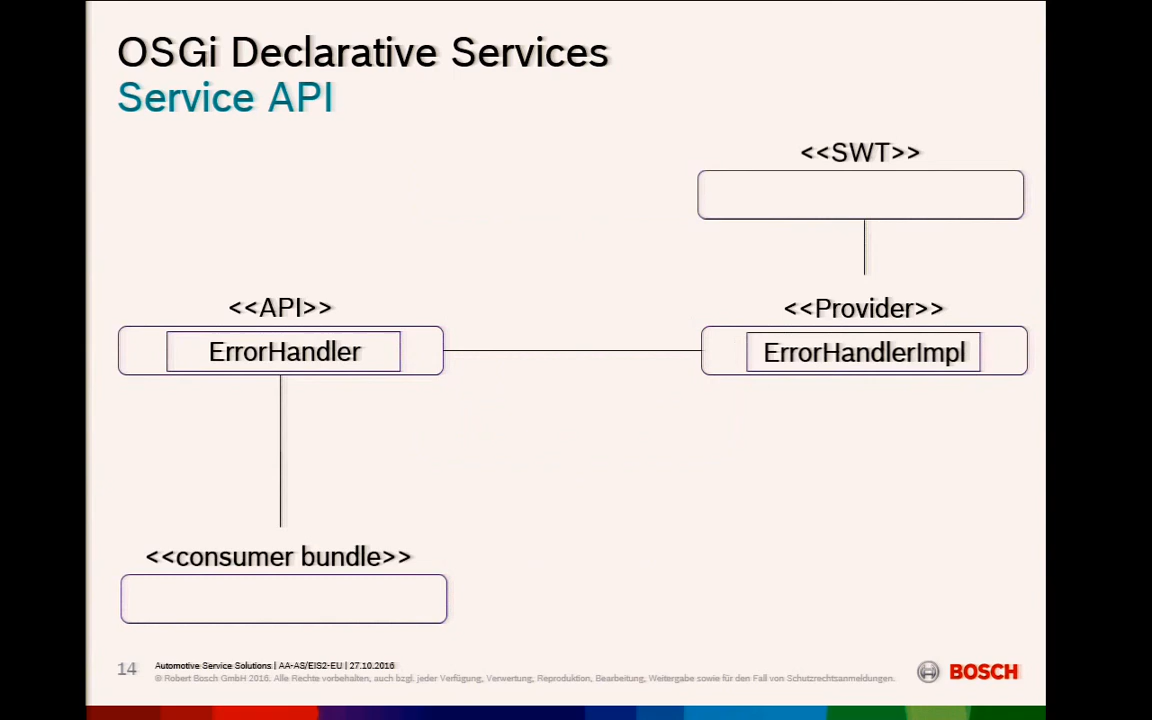 OSGi Declarative Services
Service API
<<SWT>>
<<API>>
<<Provider>>
ErrorHandler
ErrorHandlerImpl
<<consumer bundle>>
14
Automotive Service Solutions | AA-AS/EIS2-EU | 27.10.2016
© Robert Bosch GmbH 2016. Alle Rechte vorbehalten, auch bzgl. jeder Verfügung, Verwertung, Reproduktion, Bearbeitung, Weitergabe sowie für den Fall von Schutzrechtsanmeldungen.
BOSCH